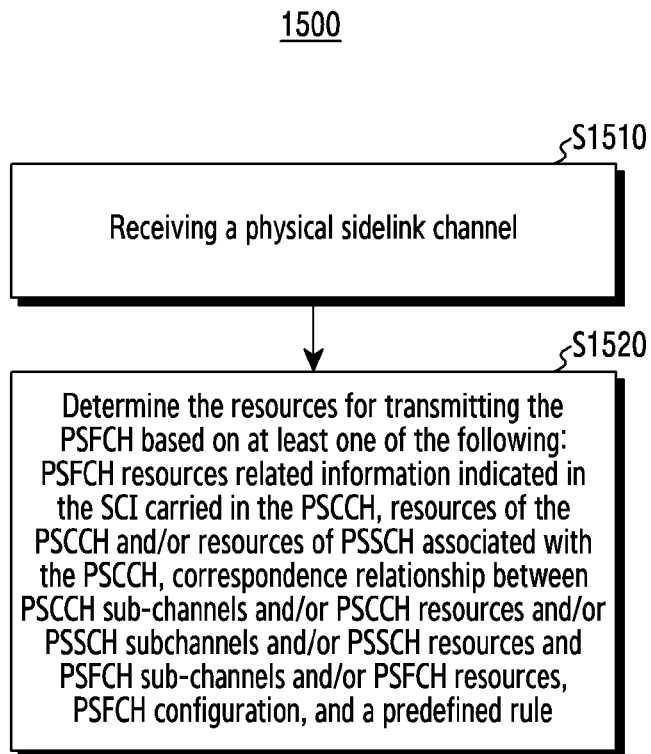 1500
S1510
Receiving a physical sidelink channel
S1520
Determine the resources for transmitting the
PSFCH based on at least one of the following:
PSFCH resources related information indicated in
the SCI carried in the PSCCH, resources of the
PSCCH and/or resources of PSSCH associated with
the PSCCH, correspondence relationship between
PSCCH sub-channels and/or PSCCH resources and/or
PSSCH subchannels and/or PSSCH resources and
PSFCH sub-channels and/or PSFCH resources,
PSFCH configuration, and a predefined rule